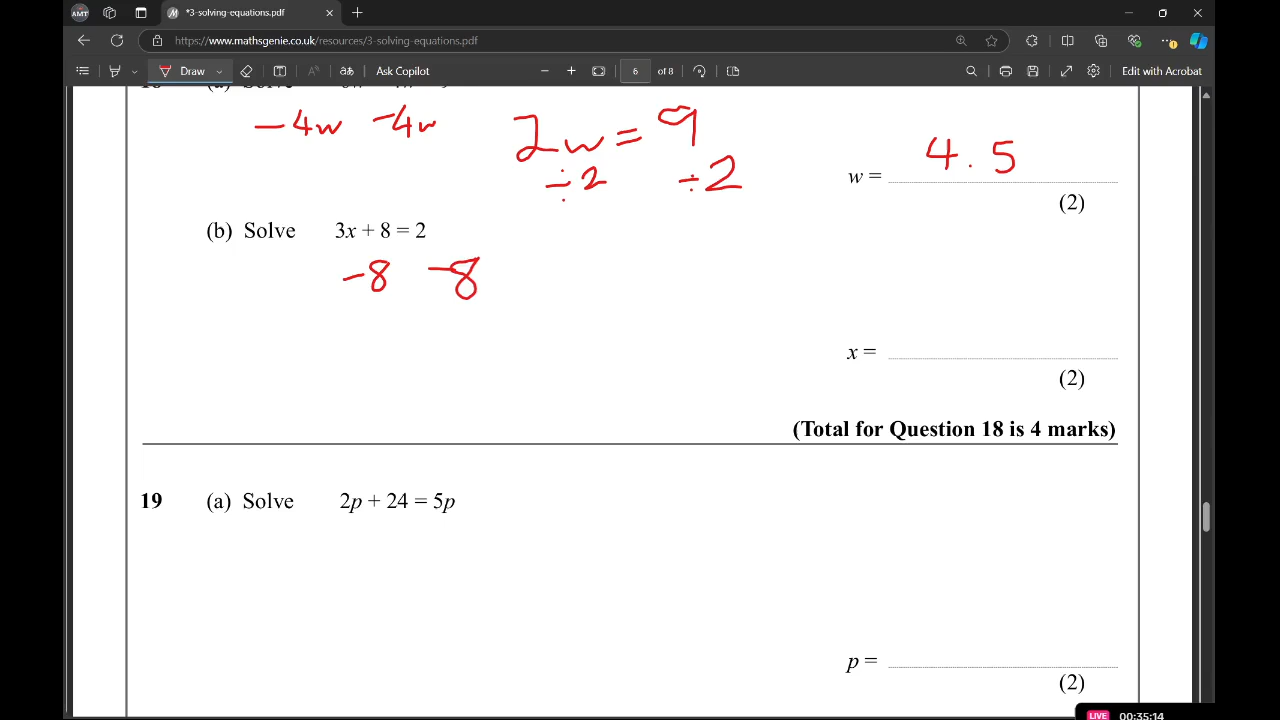 AMT
*3-solving-equations.pdf
https://www.mathsgenie.co.uk/resources/3-solving-equations.pdf
Draw
Ask Copilot
6 of 8
Edit with Acrobat
-4w -4w 2w = 9
÷2 ÷2
w = 4.5
(2)
(b) Solve 3x + 8 = 2
-8 -8
x =
(2)
(Total for Question 18 is 4 marks)
19 (a) Solve 2p + 24 = 5p
p =
(2)
LIVE 00:35:14